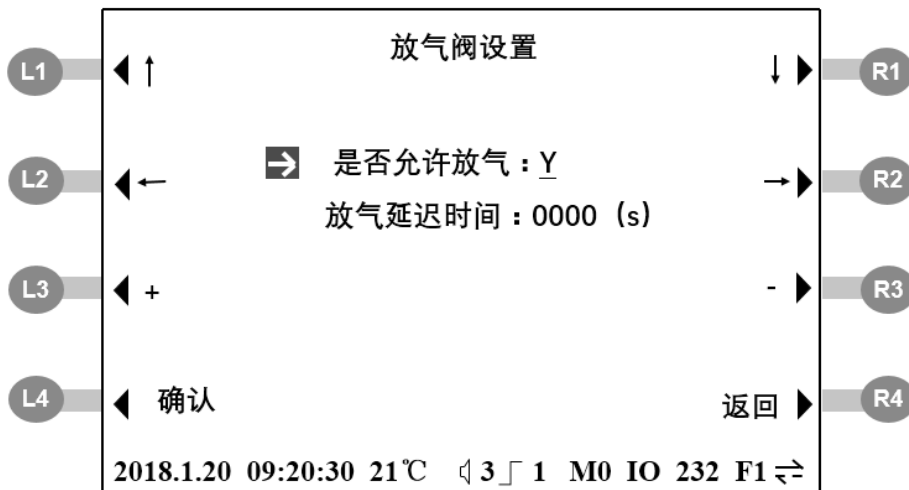 放气阀设置
L1 ↑ ↓ R1
是否允许放气：Y
L2 ← → R2
放气延迟时间：0000 (s)
L3 + - R3
L4 确认 返回 R4
2018.1.20 09:20:30 21℃ 3 1 M0 IO 232 F1 ⇌